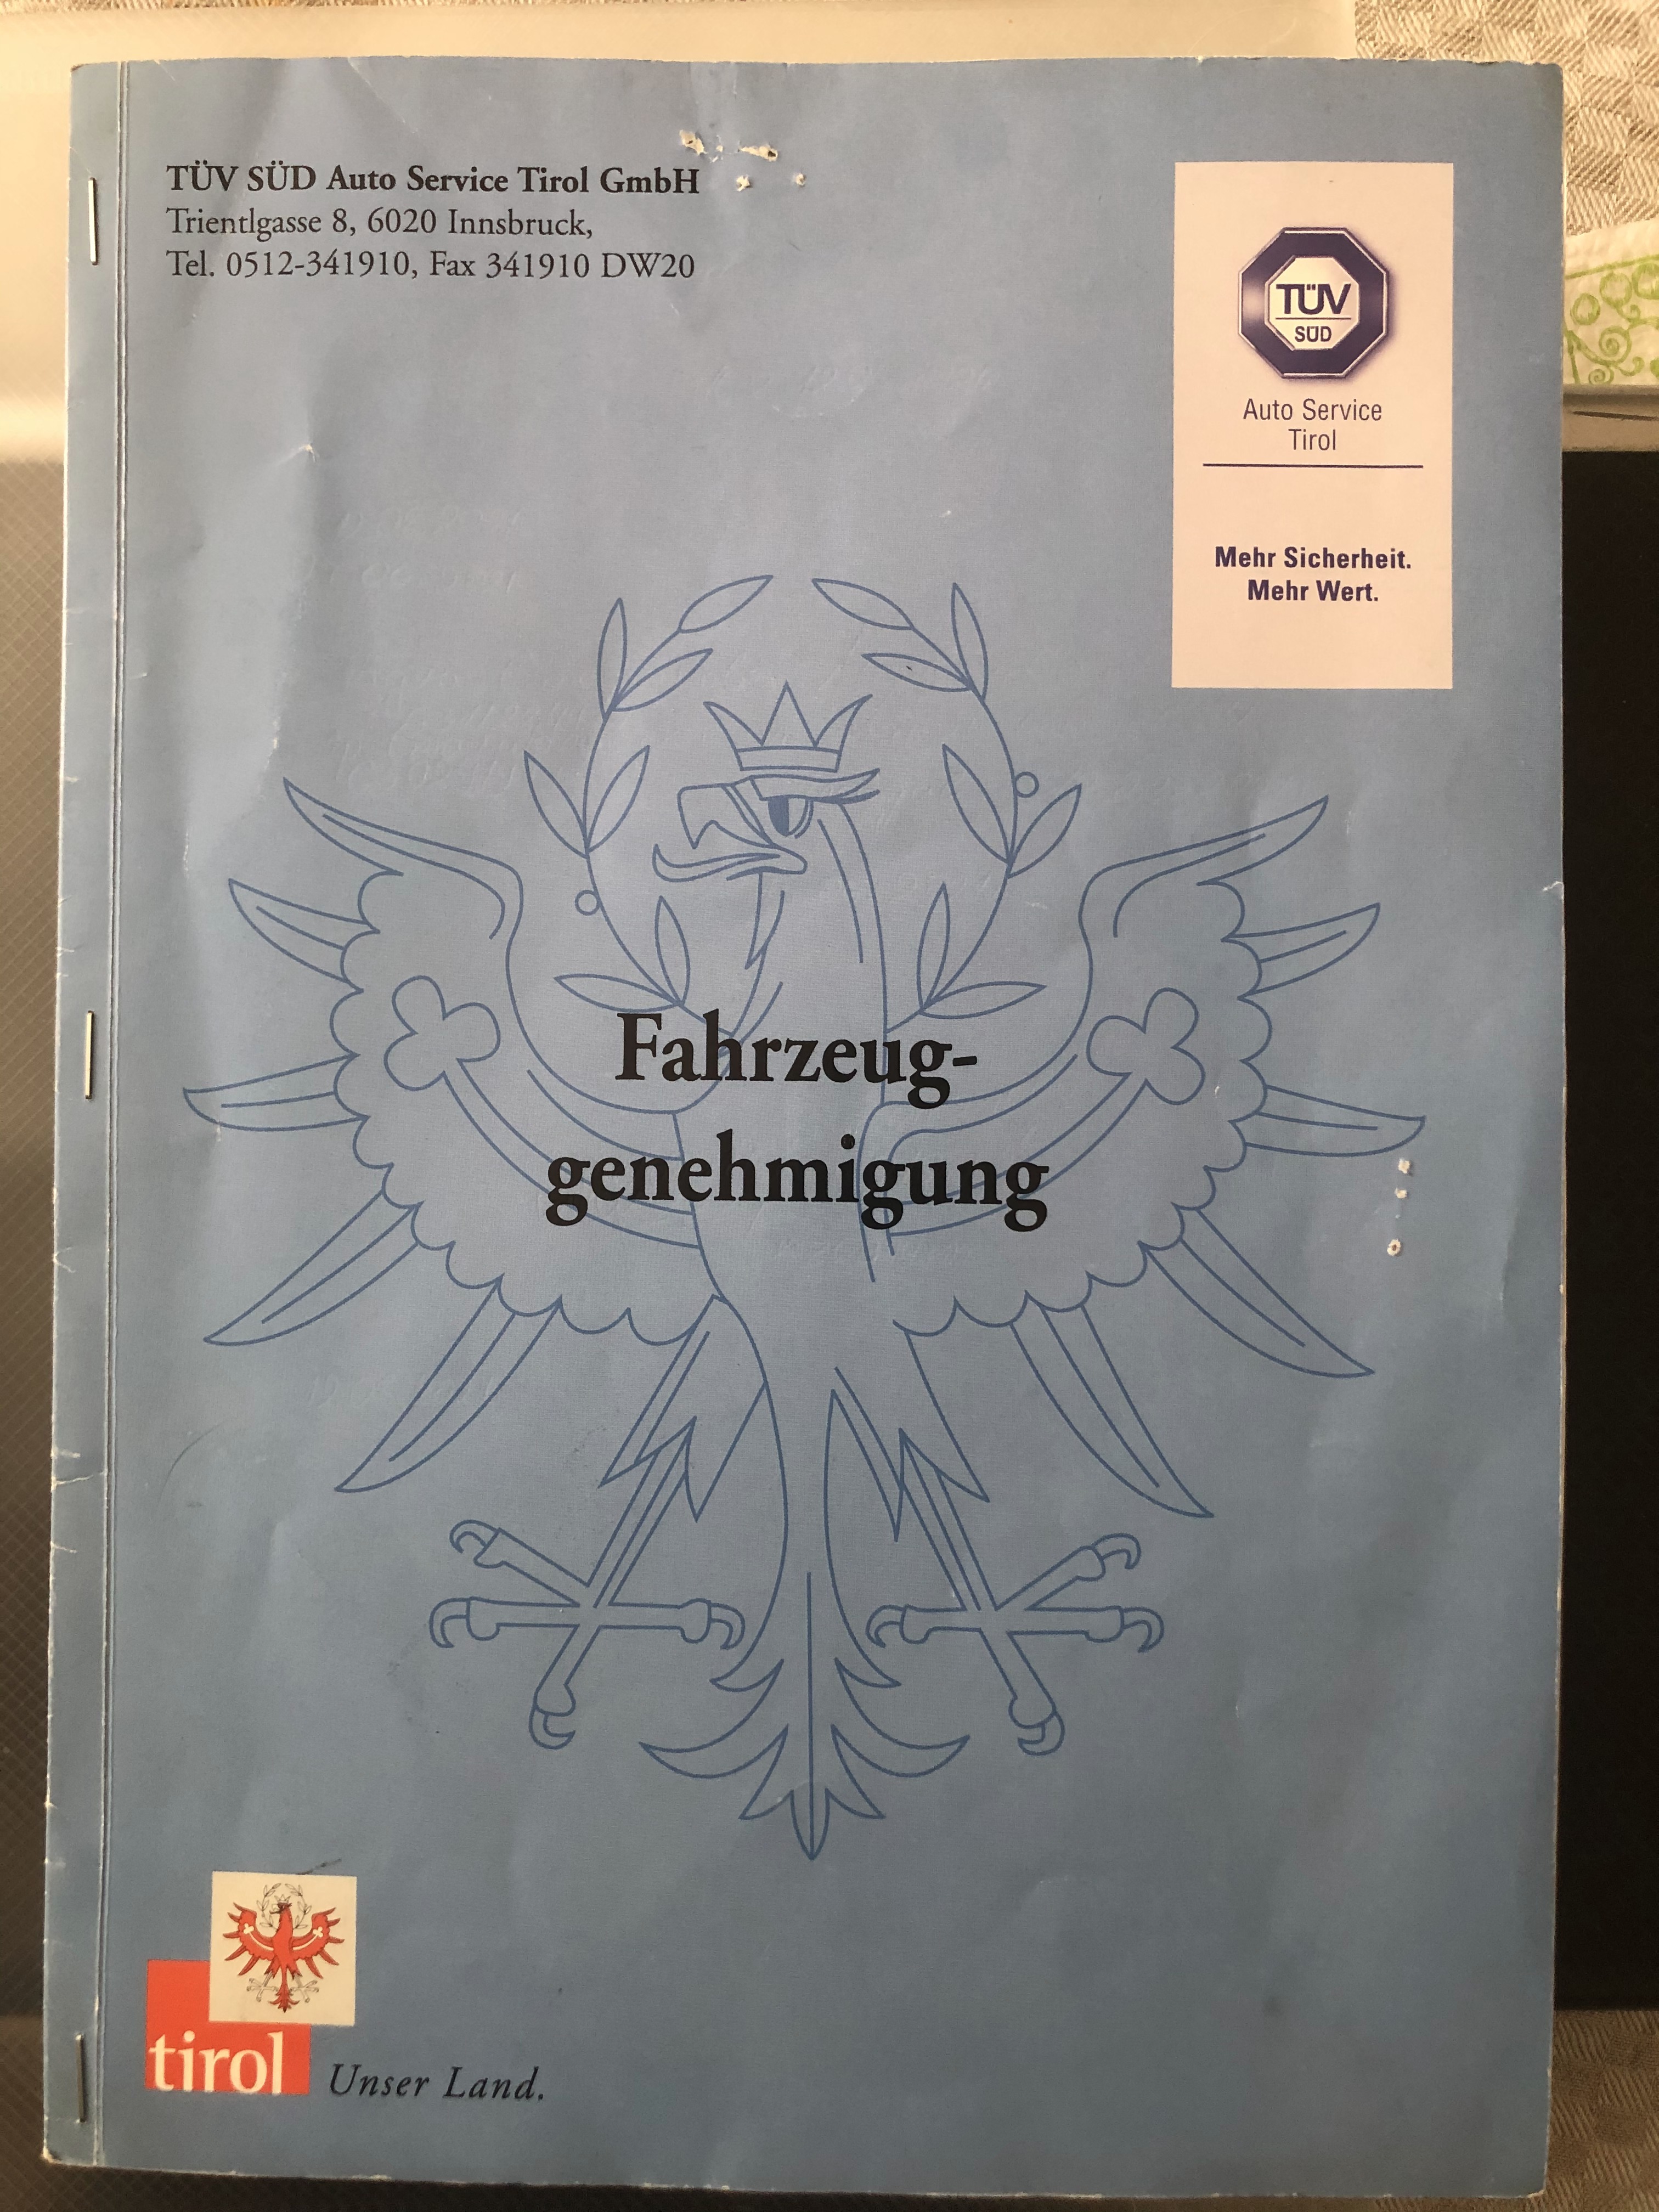 TÜV SÜD Auto Service Tirol GmbH
Trientlgasse 8, 6020 Innsbruck,
Tel. 0512-341910, Fax 341910 DW20
TÜV
SÜD
Auto Service
Tirol
Mehr Sicherheit.
Mehr Wert.
Fahrzeug-
genehmigung
tirol
Unser Land.